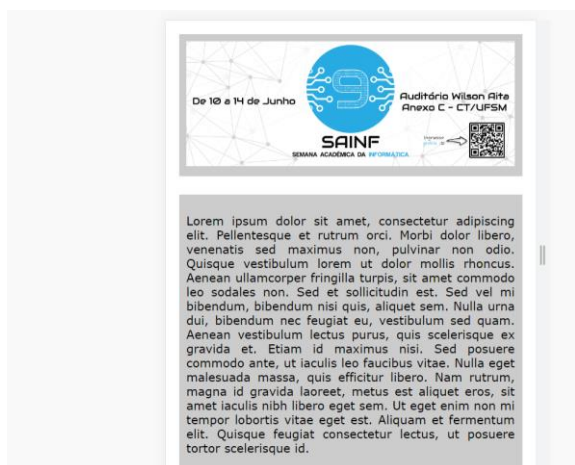 De 10 a 14 de Junho
9
Auditório Wilson Aita
Anexo C - CT/UFSM
SAINF
SEMANA ACADÊMICA DA INFORMÁTICA
Lorem ipsum dolor sit amet, consectetur adipiscing
elit. Pellentesque et rutrum orci. Morbi dolor libero,
venenatis sed maximus non, pulvinar non odio.
Quisque vestibulum lorem ut dolor mollis rhoncus.
Aenean ullamcorper fringilla turpis, sit amet commodo
leo sodales non. Sed et sollicitudin est. Sed vel mi
bibendum, bibendum nisi quis, aliquet sem. Nulla urna
dui, bibendum nec feugiat eu, vestibulum sed quam.
Aenean vestibulum lectus purus, quis scelerisque ex
gravida et. Etiam id maximus nisi. Sed posuere
commodo ante, ut iaculis leo faucibus vitae. Nulla eget
malesuada massa, quis efficitur libero. Nam rutrum,
magna id gravida laoreet, metus est aliquet eros, sit
amet iaculis nibh libero eget sem. Ut eget enim non mi
tempor lobortis vitae eget est. Aliquam et fermentum
elit. Quisque feugiat consectetur lectus, ut posuere
tortor scelerisque id.